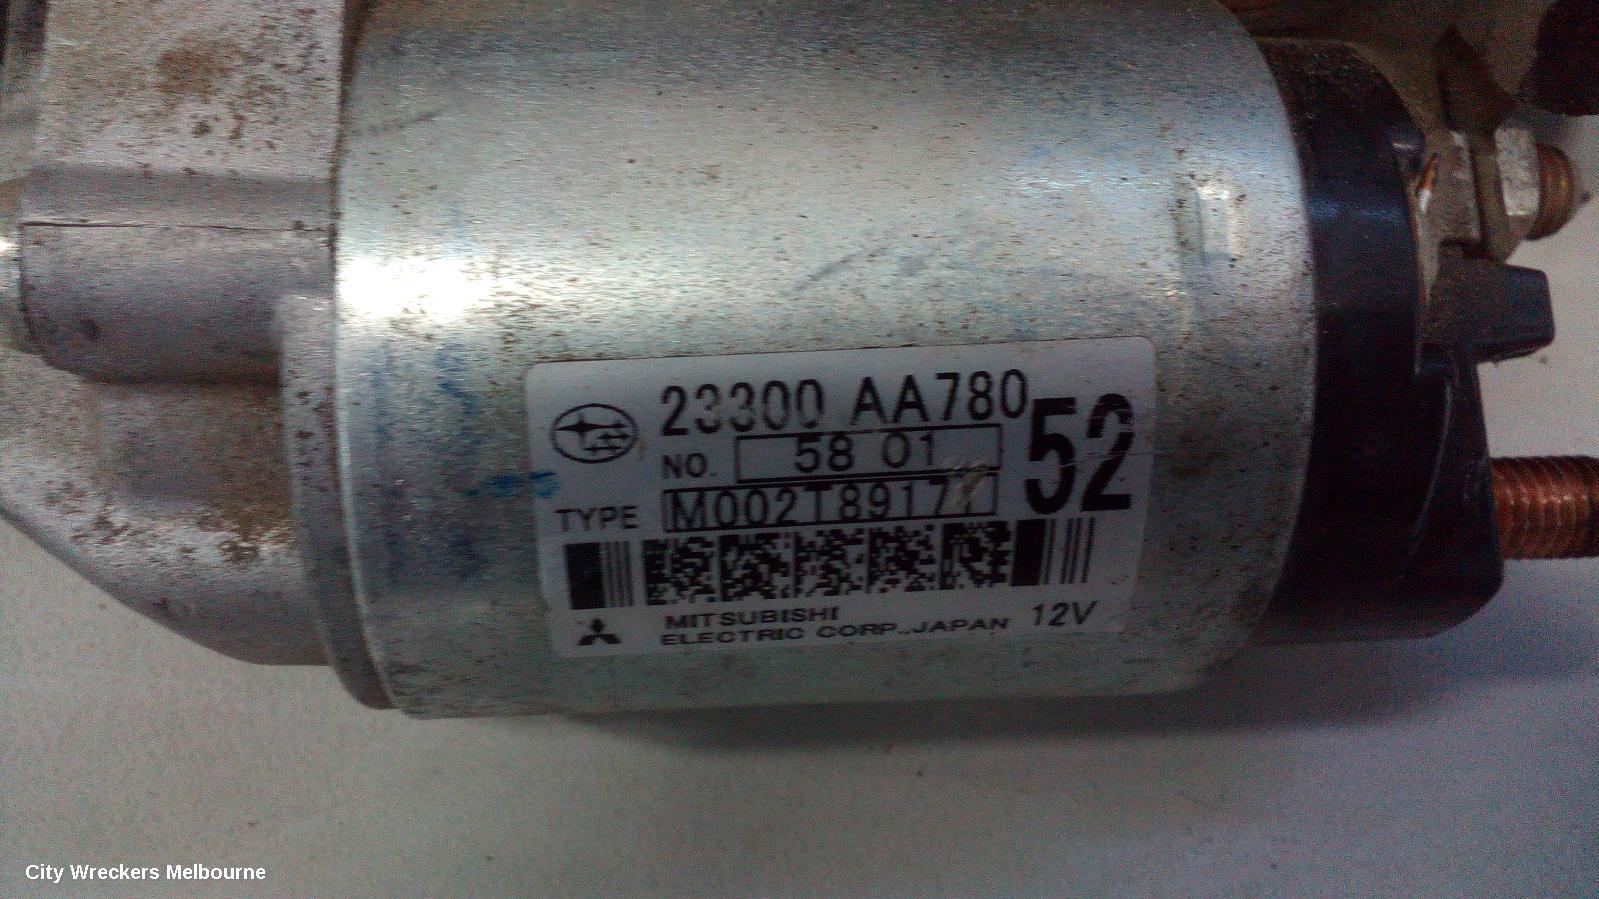 23300 AA780
52
NO. 58 01
TYPE M002T89171
MITSUBISHI
ELECTRIC CORP., JAPAN 12V
City Wreckers Melbourne